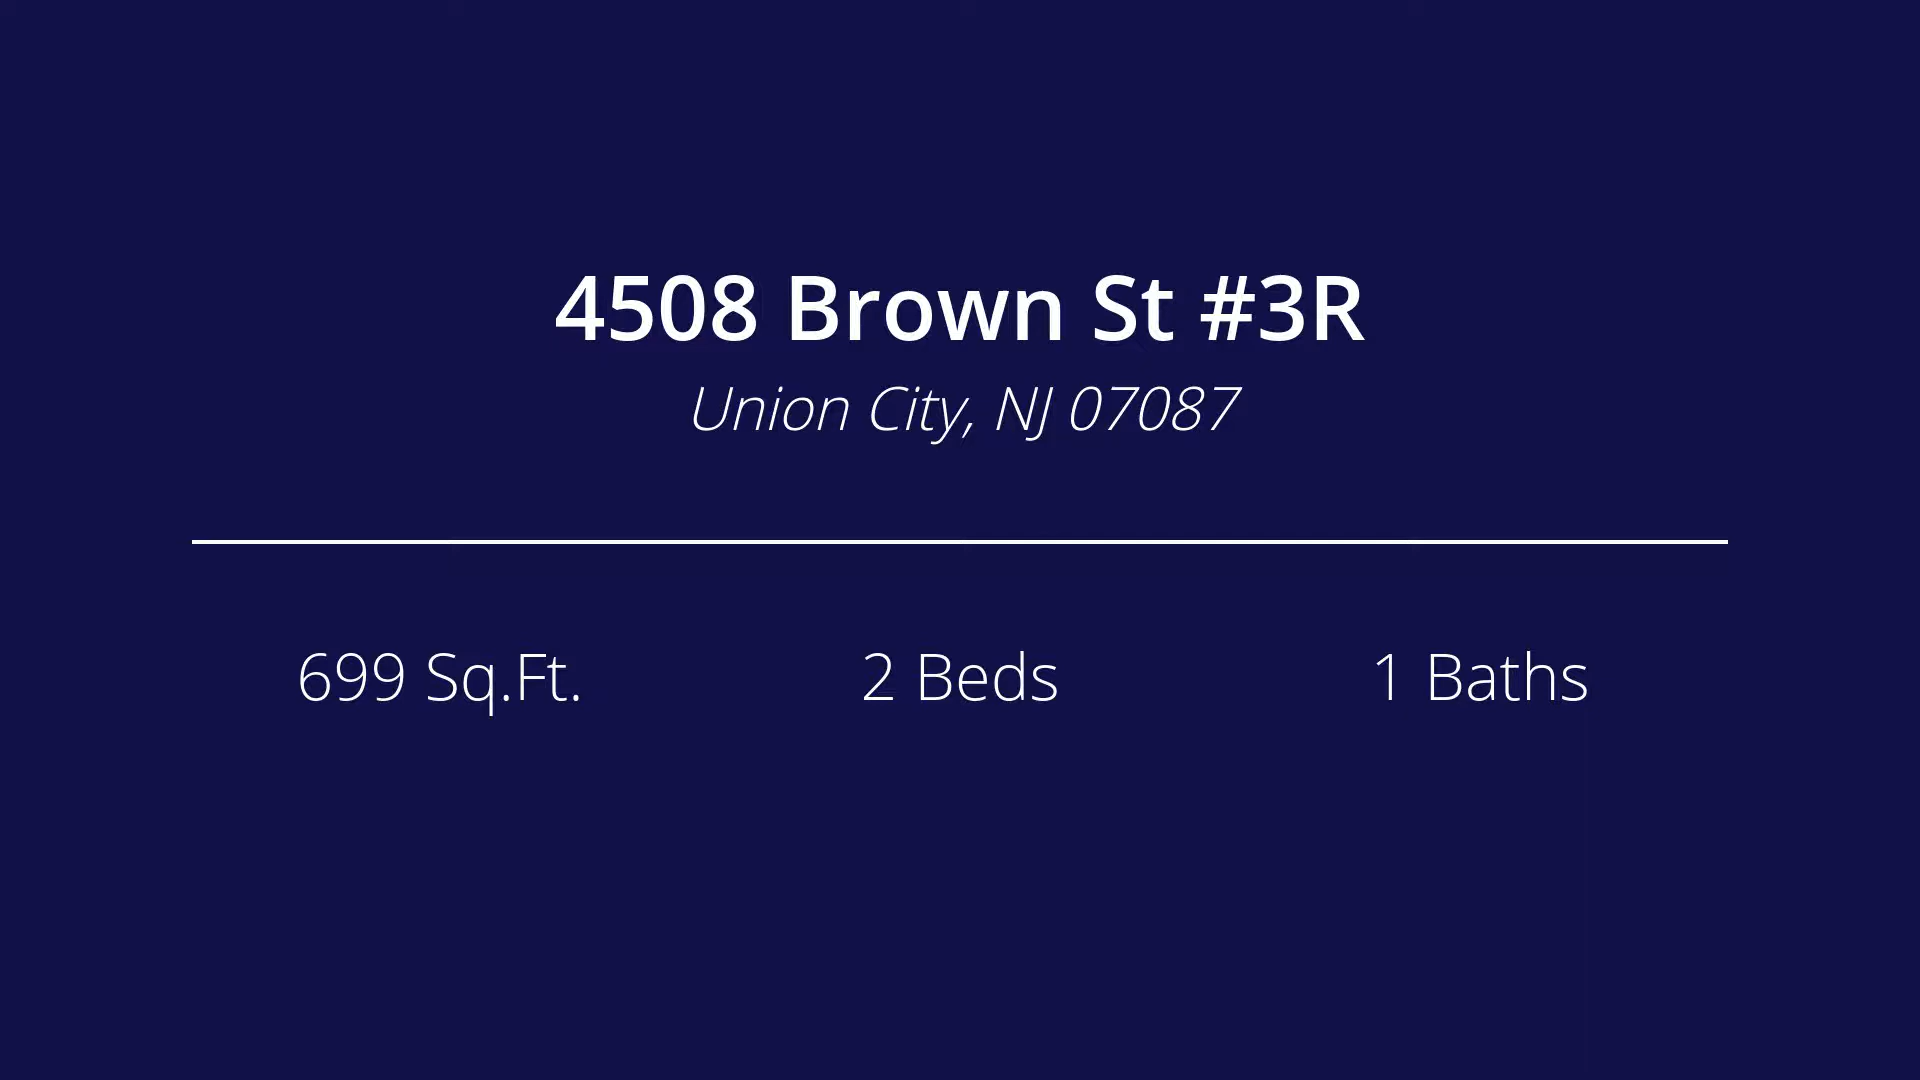 4508 Brown St #3R
Union City, NJ 07087
699 Sq.Ft. 2 Beds 1 Baths